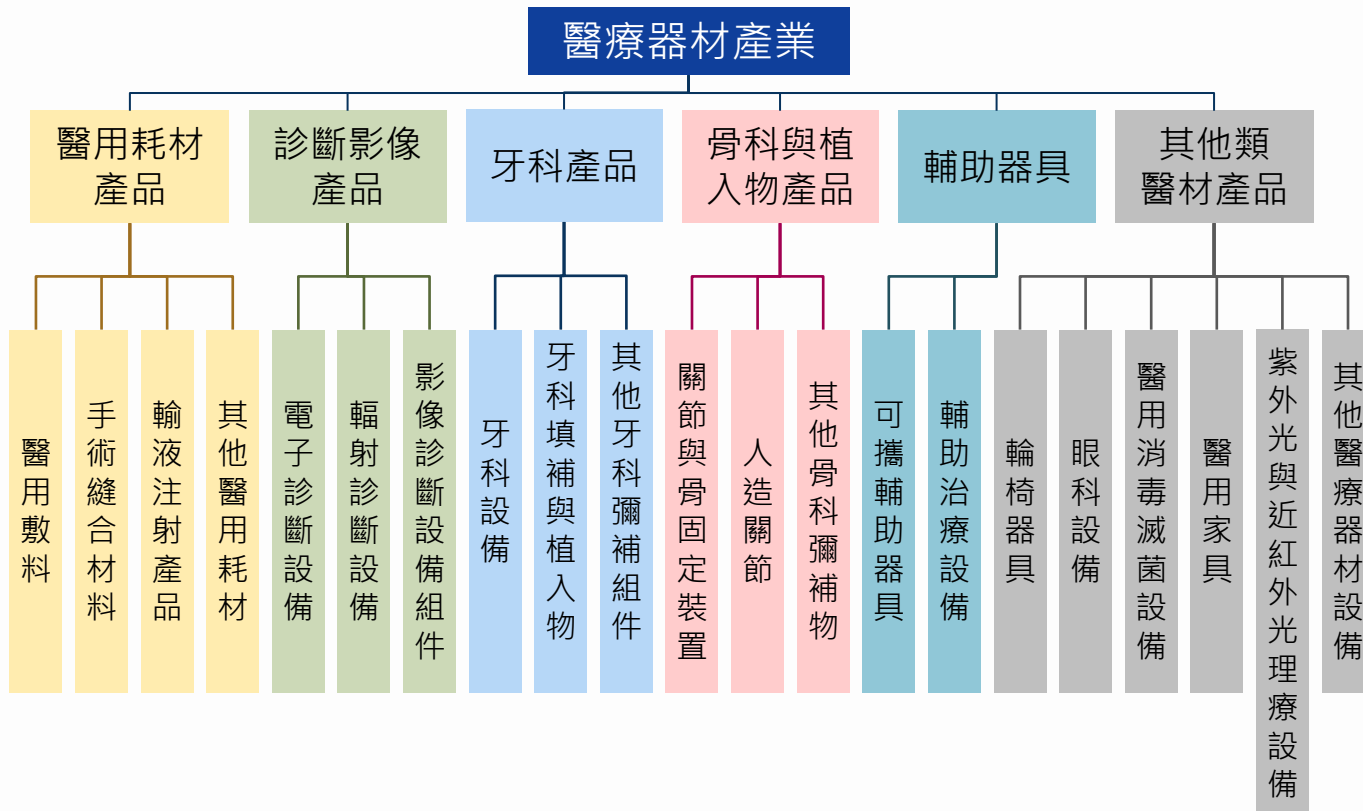 醫療器材產業
醫用耗材
產品
診斷影像
產品
牙科產品
骨科與植
入物產品
輔助器具
其他類
醫材產品
醫用敷料
手術縫合材料
輸液注射產品
其他醫用耗材
電子診斷設備
輻射診斷設備
影像診斷設備組件
牙科設備
牙科填補與植入物
其他牙科彌補組件
關節與骨固定裝置
人造關節
其他骨科彌補物
可攜輔助器具
輔助治療設備
輪椅器具
眼科設備
醫用消毒滅菌設備
醫用家具
紫外光與近紅外光理療設備
其他醫療器材設備